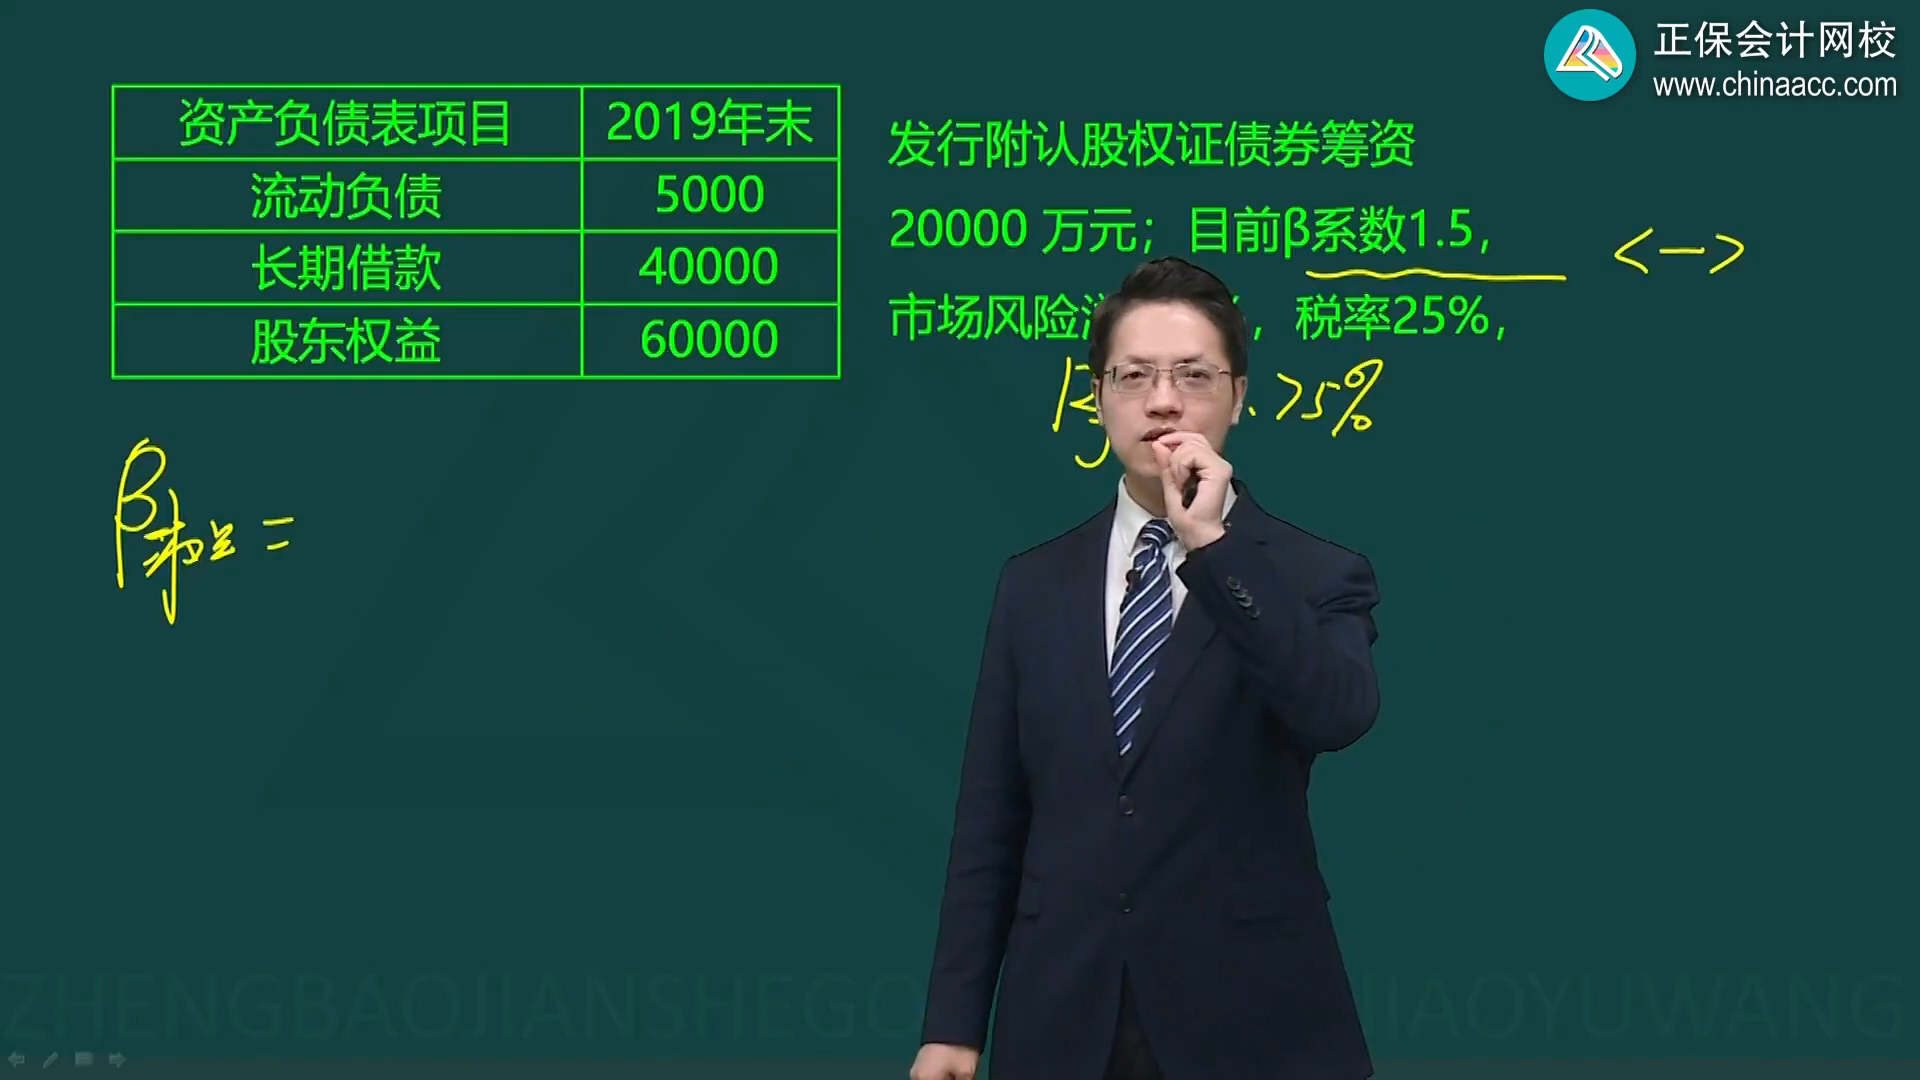 正保会计网校
www.chinaacc.com
资产负债表项目 2019年末
流动负债 5000
长期借款 40000
股东权益 60000
发行附认股权证债券筹资
20000 万元；目前β系数1.5，
市场风险 ，税率25%，
.75%
β =
ZHENGBAOJIANSHEGO IAOYUWANG